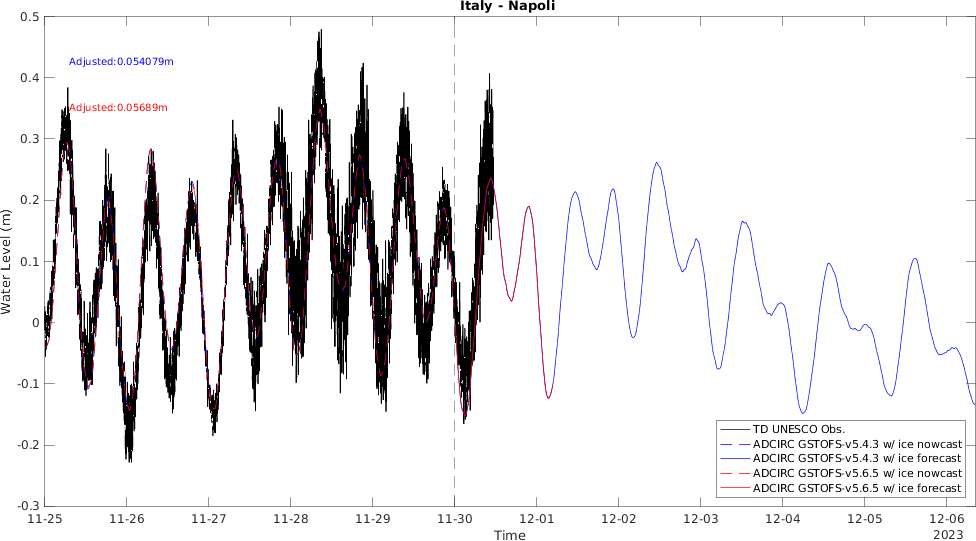 Italy - Napoli
Water Level (m)
0.5
0.4
0.3
0.2
0.1
0
-0.1
-0.2
-0.3
Adjusted:0.054079m
Adjusted:0.05689m
TD UNESCO Obs.
ADCIRC GSTOFS-v5.4.3 w/ ice nowcast
ADCIRC GSTOFS-v5.4.3 w/ ice forecast
ADCIRC GSTOFS-v5.6.5 w/ ice nowcast
ADCIRC GSTOFS-v5.6.5 w/ ice forecast
11-25 11-26 11-27 11-28 11-29 11-30 12-01 12-02 12-03 12-04 12-05 12-06
Time
2023